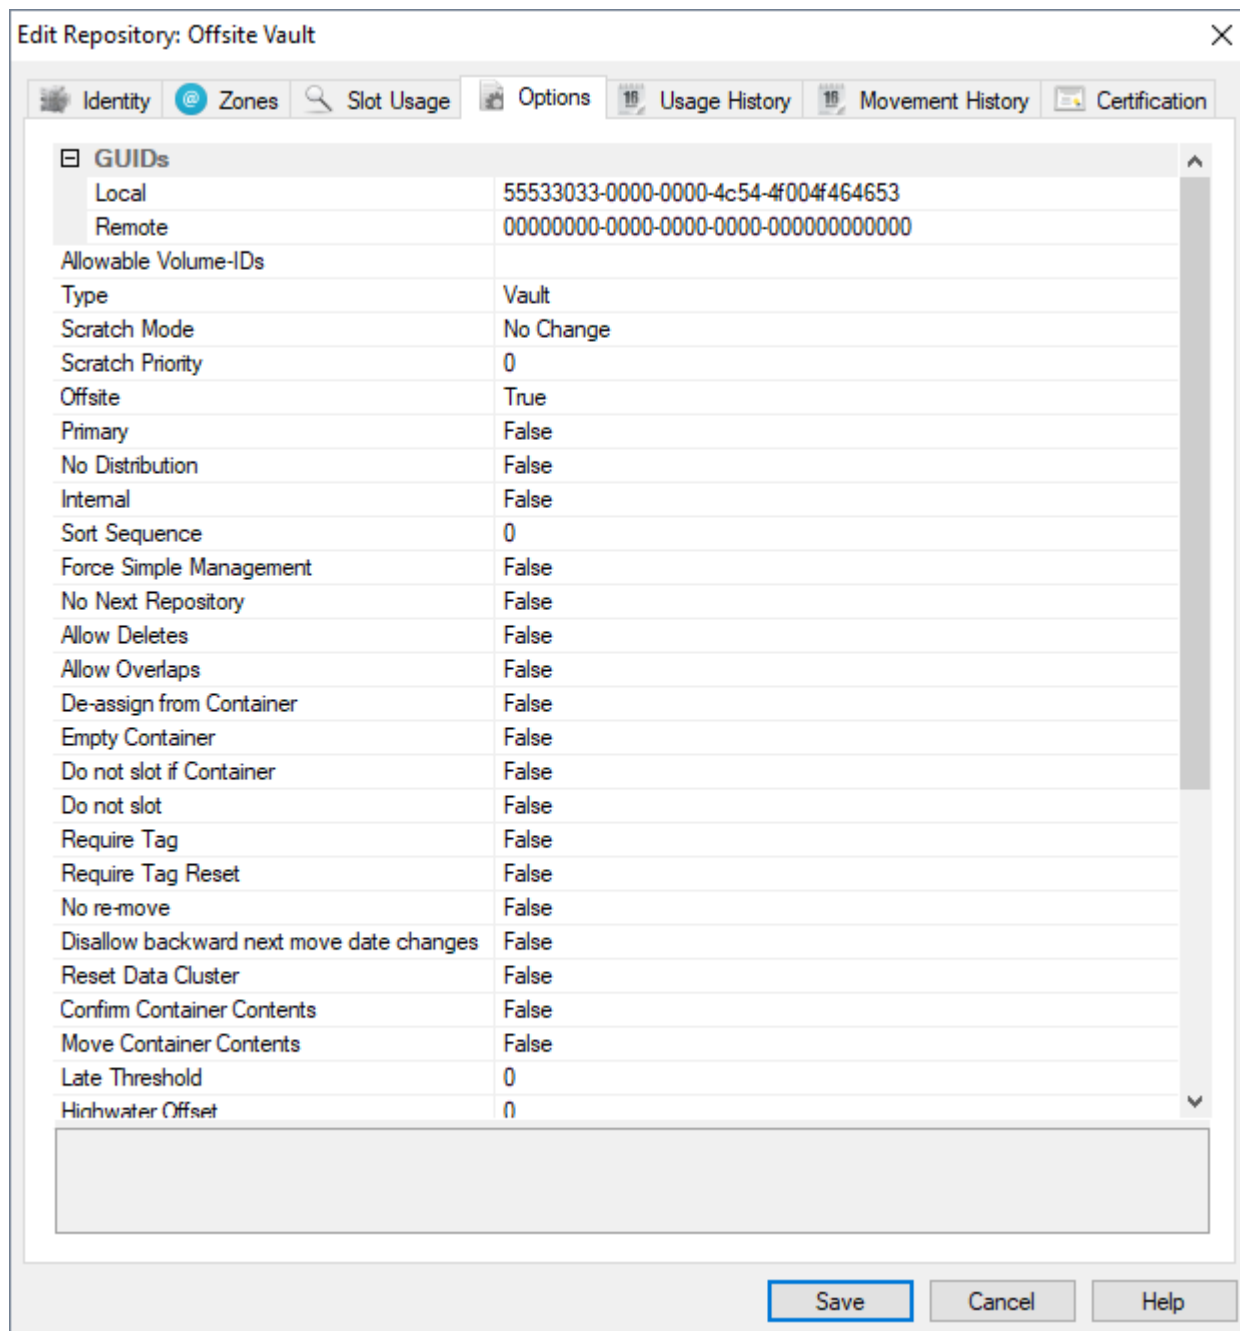 Edit Repository: Offsite Vault
Identity Zones Slot Usage Options Usage History Movement History Certification
GUIDs
Local 55533033-0000-0000-4c54-4f004f464653
Remote 00000000-0000-0000-0000-000000000000
Allowable Volume-IDs
Type Vault
Scratch Mode No Change
Scratch Priority 0
Offsite True
Primary False
No Distribution False
Internal False
Sort Sequence 0
Force Simple Management False
No Next Repository False
Allow Deletes False
Allow Overlaps False
De-assign from Container False
Empty Container False
Do not slot if Container False
Do not slot False
Require Tag False
Require Tag Reset False
No re-move False
Disallow backward next move date changes False
Reset Data Cluster False
Confirm Container Contents False
Move Container Contents False
Late Threshold 0
Highwater Offset 0
Save Cancel Help